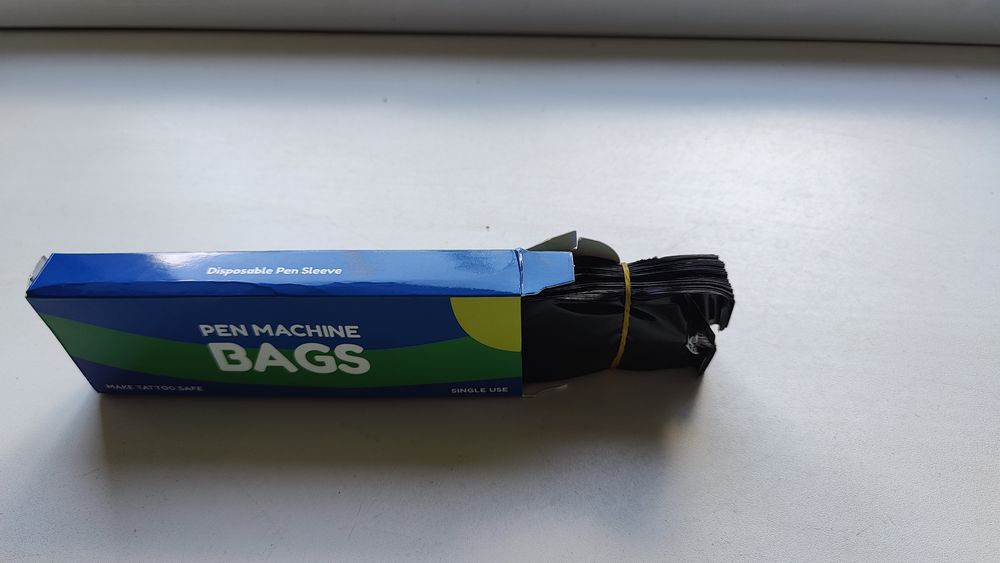 Disposable Pen Sleeve
PEN MACHINE
BAGS
MAKE TATTOO SAFE
SINGLE USE